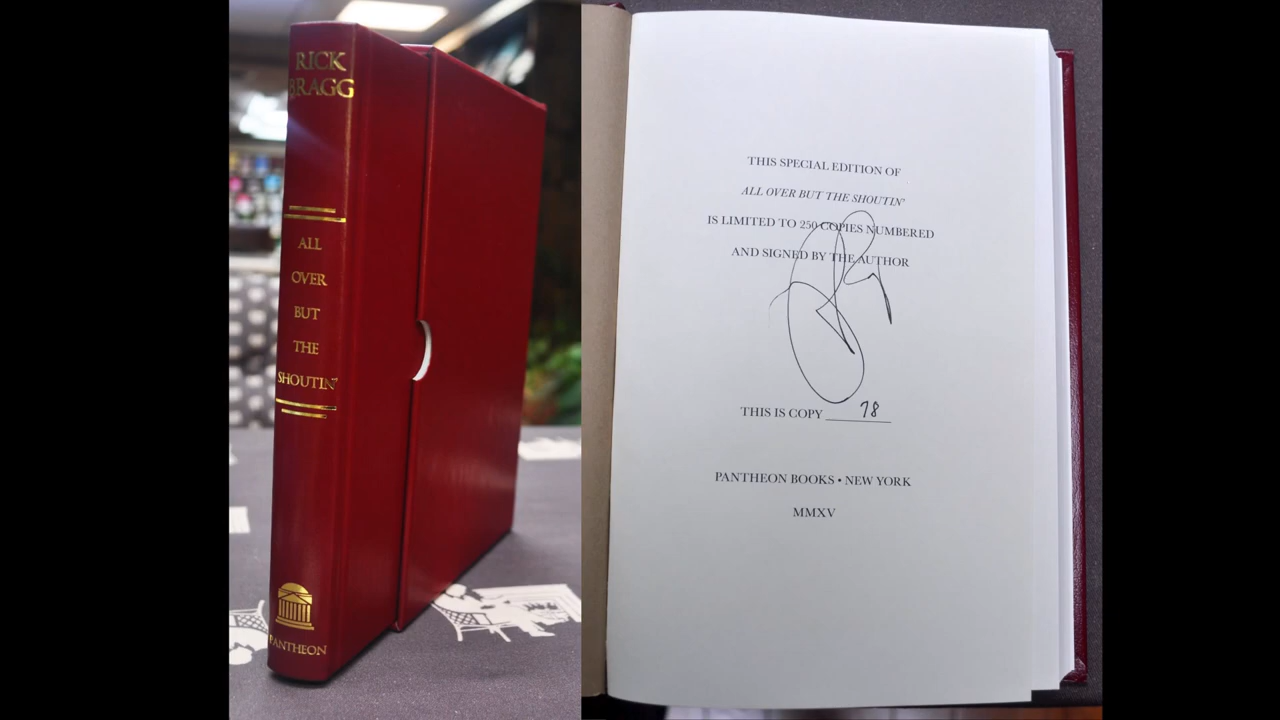 RICK
BRAGG
ALL
OVER
BUT
THE
SHOUTIN'
PANTHEON
THIS SPECIAL EDITION OF
ALL OVER BUT THE SHOUTIN'
IS LIMITED TO 250 COPIES NUMBERED
AND SIGNED BY THE AUTHOR
THIS IS COPY 78
PANTHEON BOOKS • NEW YORK
MMXV